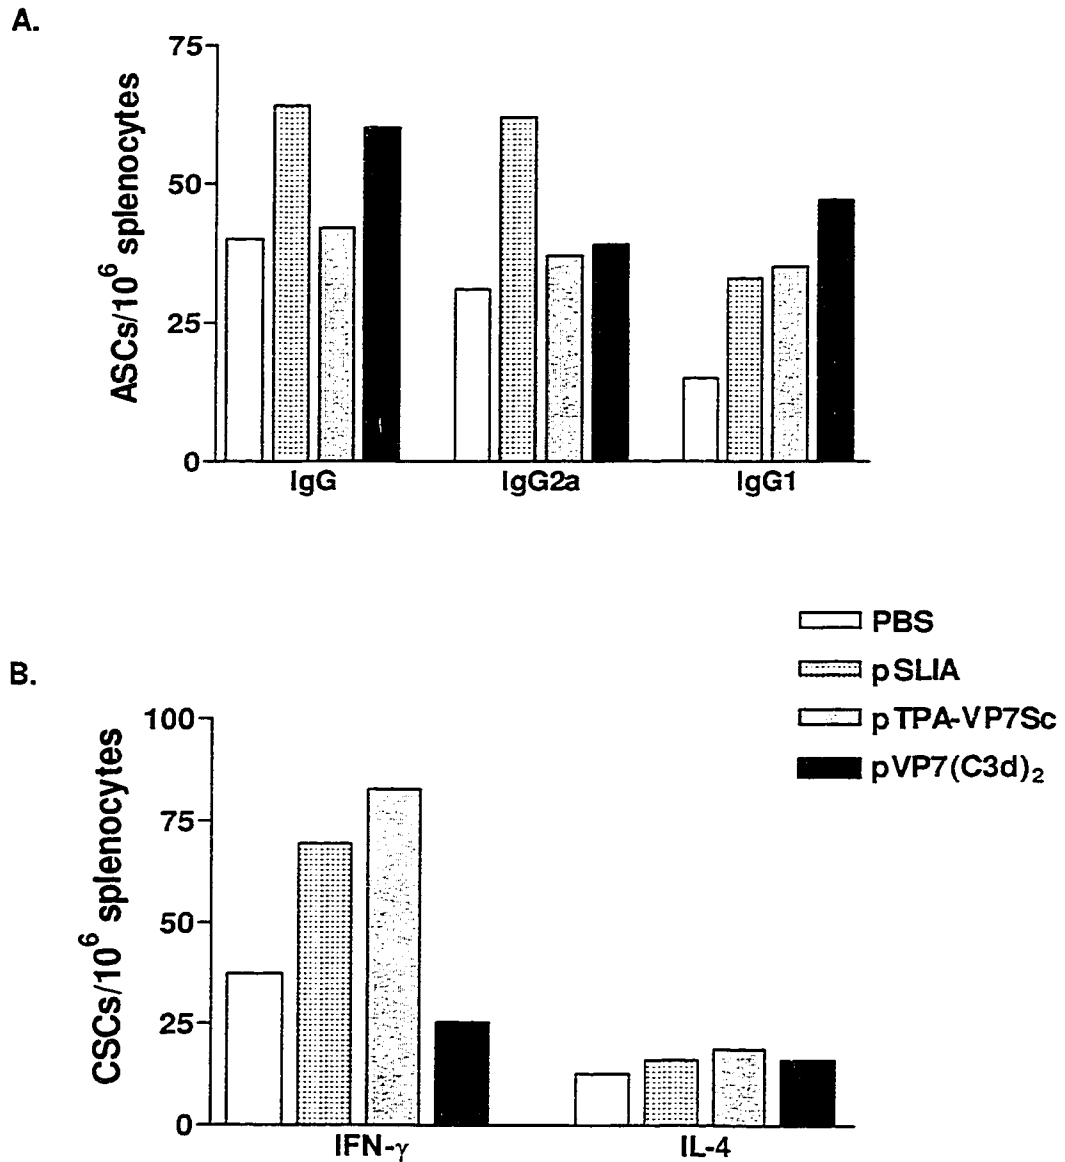 A.
75
50
25
0
ASCs/10⁶ splenocytes
IgG IgG2a IgG1
PBS
pSLIA
pTPA-VP7Sc
pVP7(C3d)₂
B.
100
75
50
25
0
CSCs/10⁶ splenocytes
IFN-γ IL-4